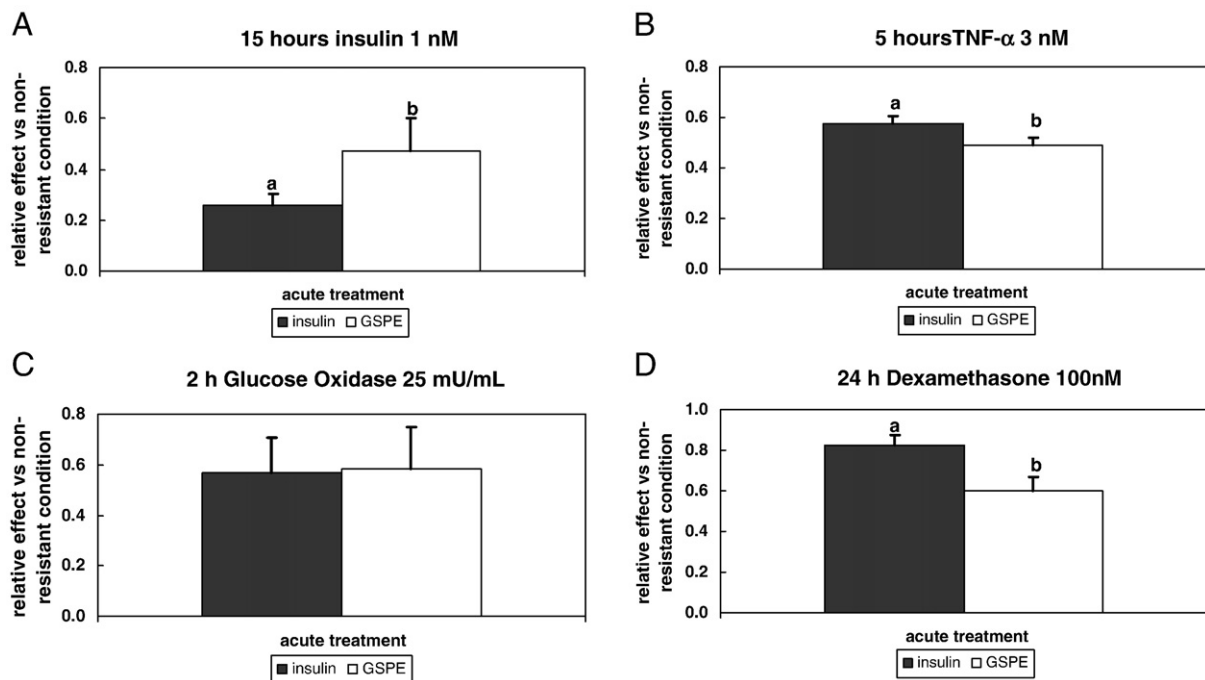 A
15 hours insulin 1 nM
relative effect vs non-
resistant condition
0.8
0.6
0.4
0.2
0.0
a
b
acute treatment
insulin GSPE
B
5 hoursTNF-α 3 nM
relative effect vs non-
resistant condition
0.8
0.6
0.4
0.2
0.0
a
b
acute treatment
insulin GSPE
C
2 h Glucose Oxidase 25 mU/mL
relative effect vs non-
resistant condition
0.8
0.6
0.4
0.2
0.0
acute treatment
insulin GSPE
D
24 h Dexamethasone 100nM
relative effect vs non-
resistant condition
1.0
0.8
0.6
0.4
0.2
0.0
a
b
acute treatment
insulin GSPE